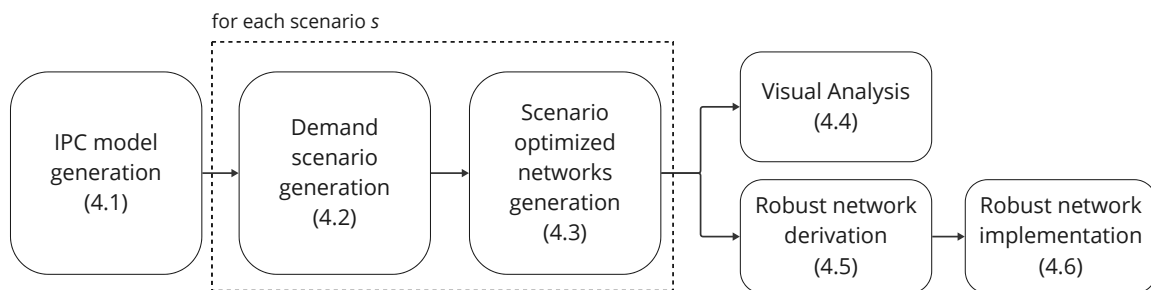 for each scenario s
IPC model
generation
(4.1)
Demand
scenario
generation
(4.2)
Scenario
optimized
networks
generation
(4.3)
Visual Analysis
(4.4)
Robust network
derivation
(4.5)
Robust network
implementation
(4.6)